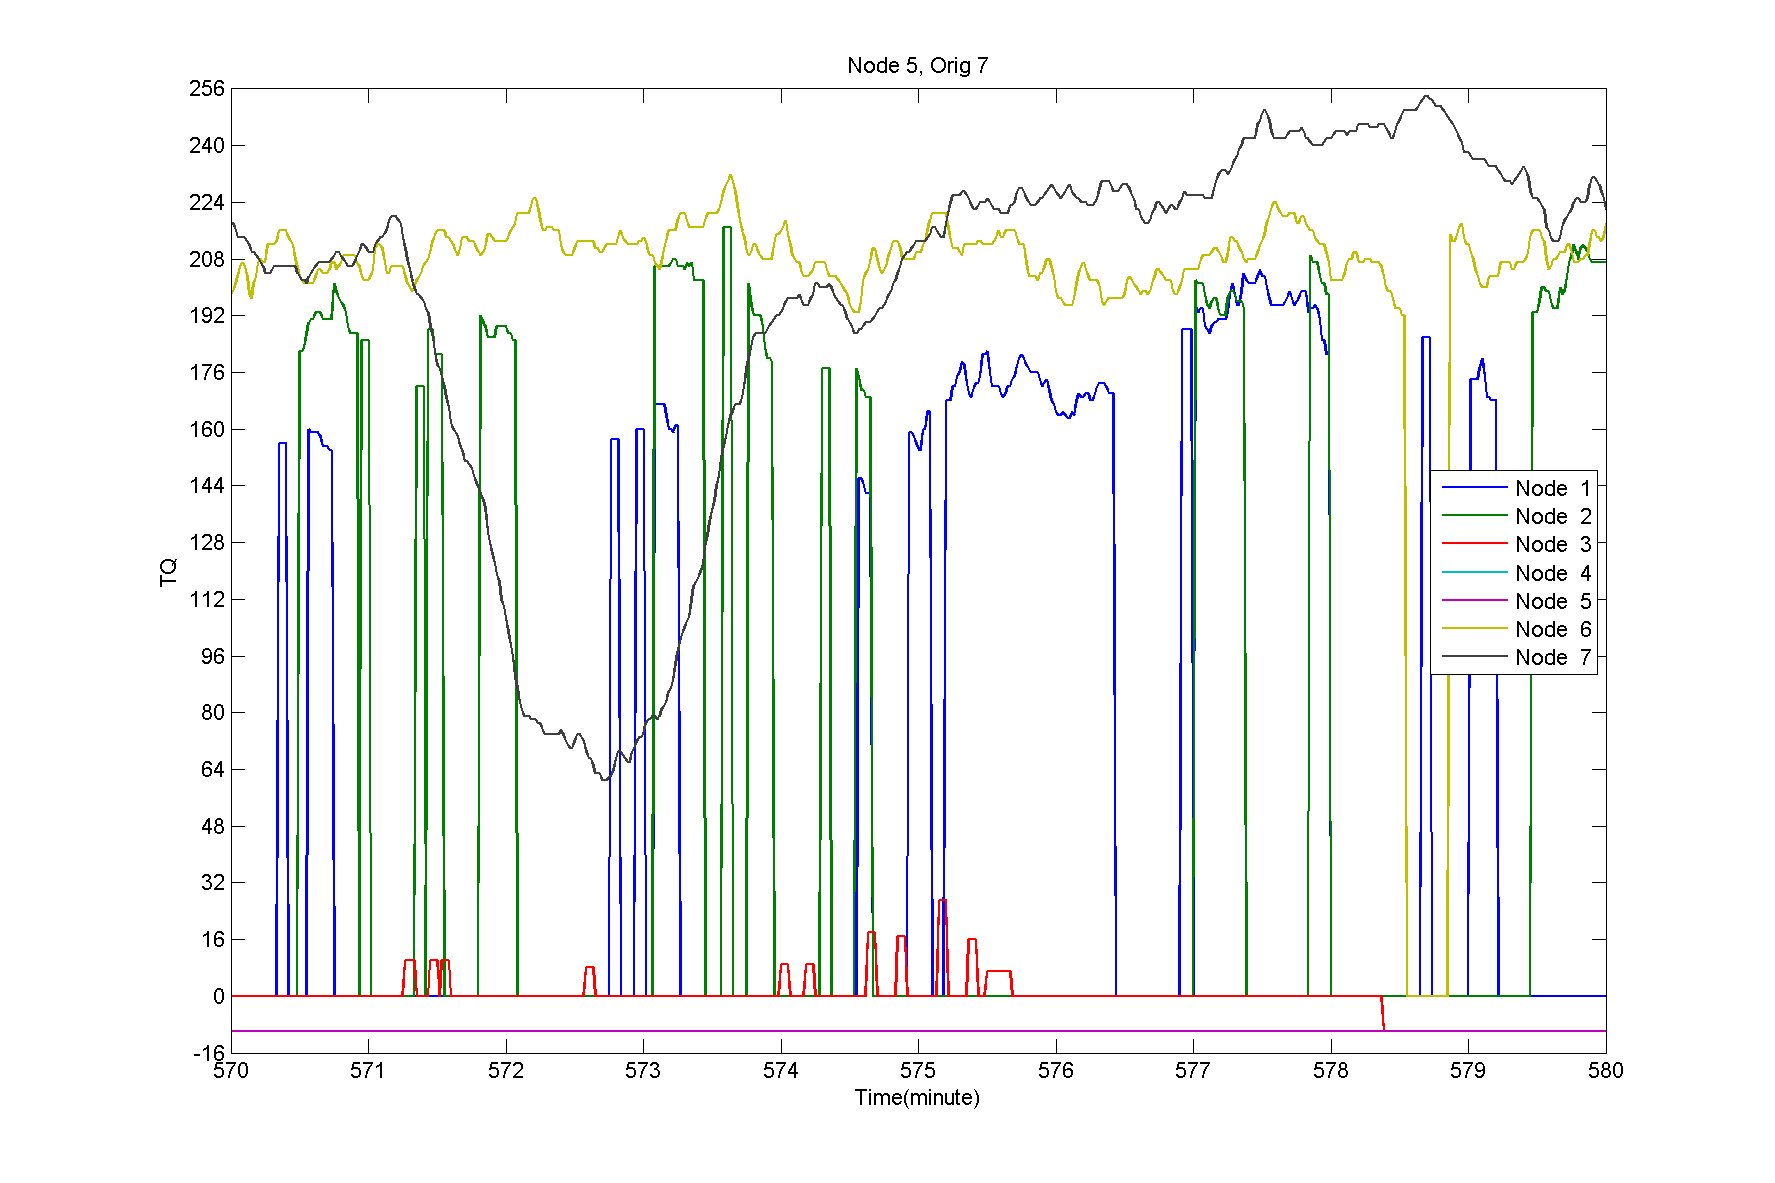 Node 5, Orig 7
256
240
224
208
192
176
160
144
128
112
96
80
64
48
32
16
0
-16
TQ
570 571 572 573 574 575 576 577 578 579 580
Time(minute)
Node 1
Node 2
Node 3
Node 4
Node 5
Node 6
Node 7